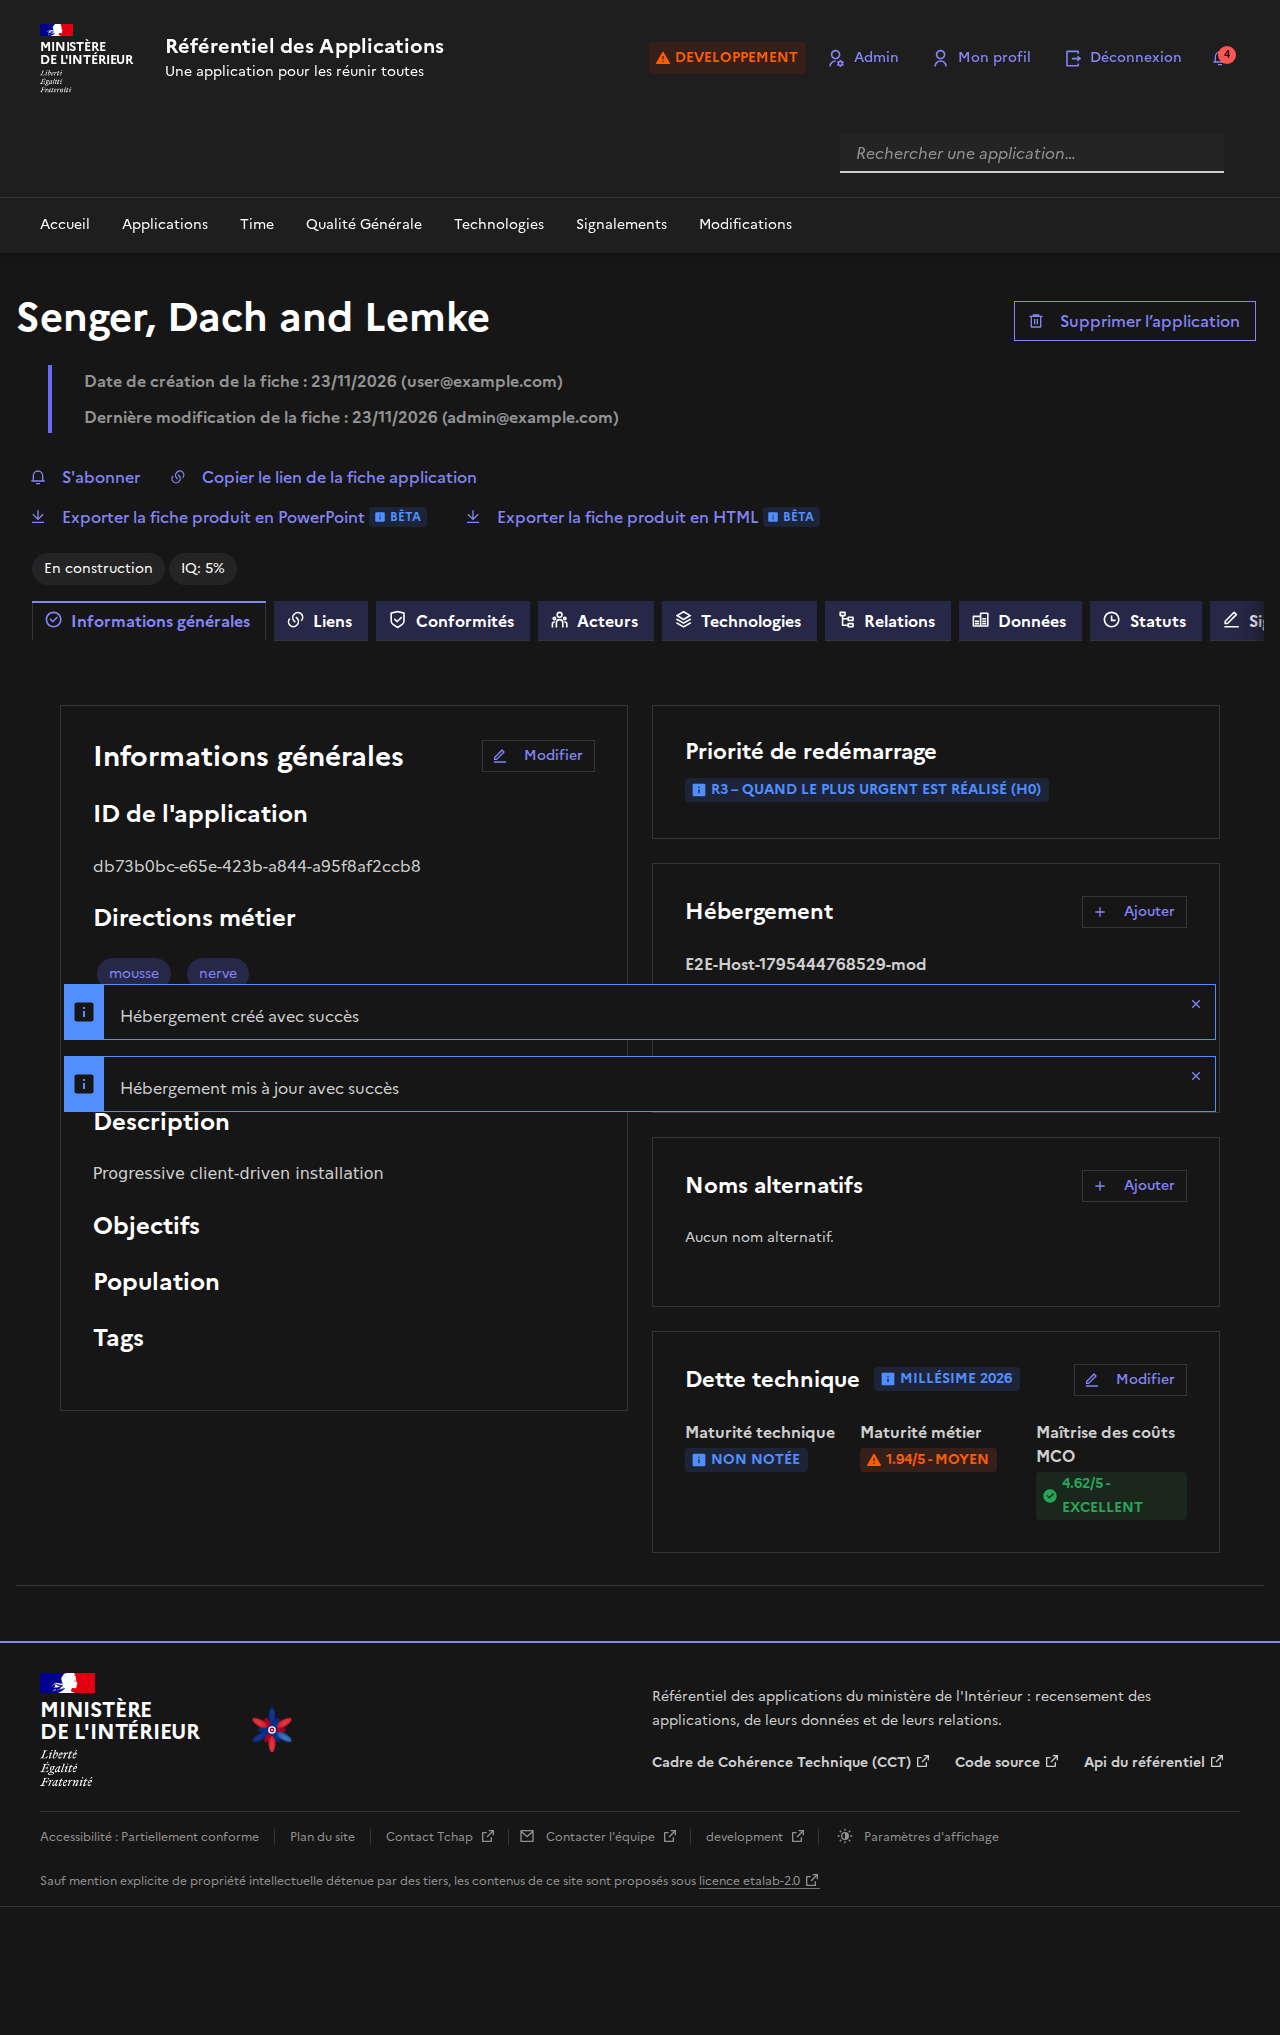 MINISTÈRE
DE L'INTÉRIEUR
Liberté
Égalité
Fraternité
Référentiel des Applications
Une application pour les réunir toutes
DEVELOPPEMENT
Admin
Mon profil
Déconnexion
4
Rechercher une application…
Accueil
Applications
Time
Qualité Générale
Technologies
Signalements
Modifications
Senger, Dach and Lemke
Supprimer l’application
Date de création de la fiche : 23/11/2026 (user@example.com)
Dernière modification de la fiche : 23/11/2026 (admin@example.com)
S'abonner
Copier le lien de la fiche application
Exporter la fiche produit en PowerPoint BÊTA
Exporter la fiche produit en HTML BÊTA
En construction
IQ: 5%
Informations générales
Liens
Conformités
Acteurs
Technologies
Relations
Données
Statuts
Informations générales
Modifier
ID de l'application
db73b0bc-e65e-423b-a844-a95f8af2ccb8
Directions métier
mousse
nerve
Priorité de redémarrage
R3 – QUAND LE PLUS URGENT EST RÉALISÉ (H0)
Hébergement
Ajouter
E2E-Host-1795444768529-mod
Hébergement créé avec succès
Hébergement mis à jour avec succès
Description
Progressive client-driven installation
Objectifs
Population
Tags
Noms alternatifs
Ajouter
Aucun nom alternatif.
Dette technique
MILLÉSIME 2026
Modifier
Maturité technique
NON NOTÉE
Maturité métier
1.94/5 - MOYEN
Maîtrise des coûts
MCO
4.62/5 -
EXCELLENT
MINISTÈRE
DE L'INTÉRIEUR
Liberté
Égalité
Fraternité
Référentiel des applications du ministère de l'Intérieur : recensement des
applications, de leurs données et de leurs relations.
Cadre de Cohérence Technique (CCT)
Code source
Api du référentiel
Accessibilité : Partiellement conforme
Plan du site
Contact Tchap
Contacter l'équipe
development
Paramètres d'affichage
Sauf mention explicite de propriété intellectuelle détenue par des tiers, les contenus de ce site sont proposés sous licence etalab-2.0